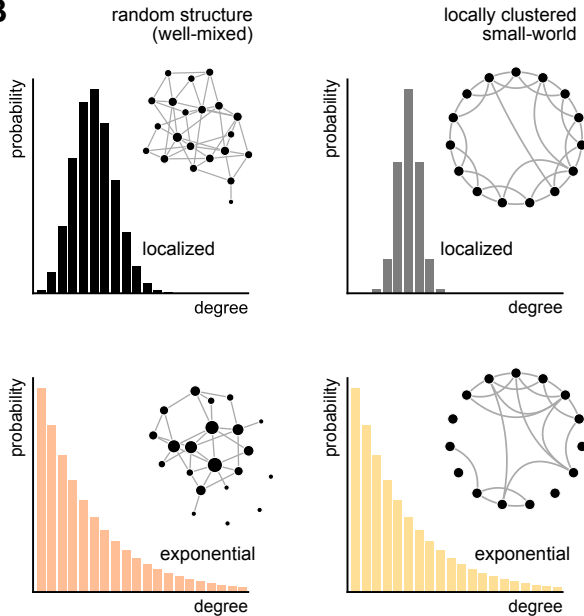 B
random structure
(well-mixed)
locally clustered
small-world
probability
localized
degree
probability
localized
degree
probability
exponential
degree
probability
exponential
degree